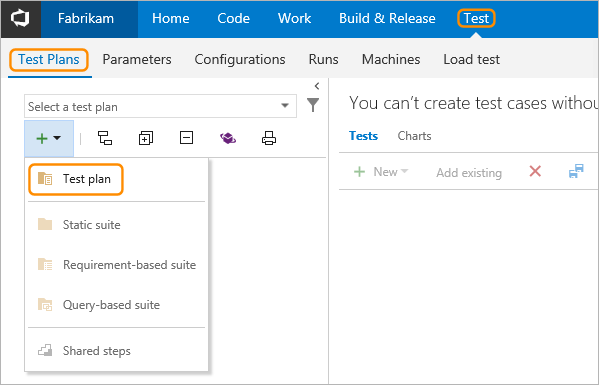 Fabrikam Home Code Work Build & Release Test
Test Plans Parameters Configurations Runs Machines Load test
Select a test plan
Test plan
Static suite
Requirement-based suite
Query-based suite
Shared steps
You can't create test cases withou
Tests Charts
New Add existing